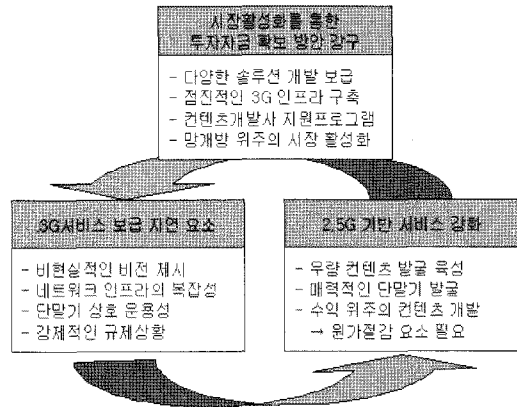 시장활성화를 통한
투자자금 확보 방안 강구
- 다양한 솔루션 개발 보급
- 점진적인 3G 인프라 구축
- 컨텐츠개발사 지원프로그램
- 망개방 위주의 시장 활성화
3G서비스 보급 지연 요소
- 비현실적인 비전 제시
- 네트워크 인프라의 복잡성
- 단말기 상호 운용성
- 강제적인 규제상황
2.5G 기반 서비스 강화
- 우량 컨텐츠 발굴 육성
- 매력적인 단말기 발굴
- 수익 위주의 컨텐츠 개발
→ 원가절감 요소 필요